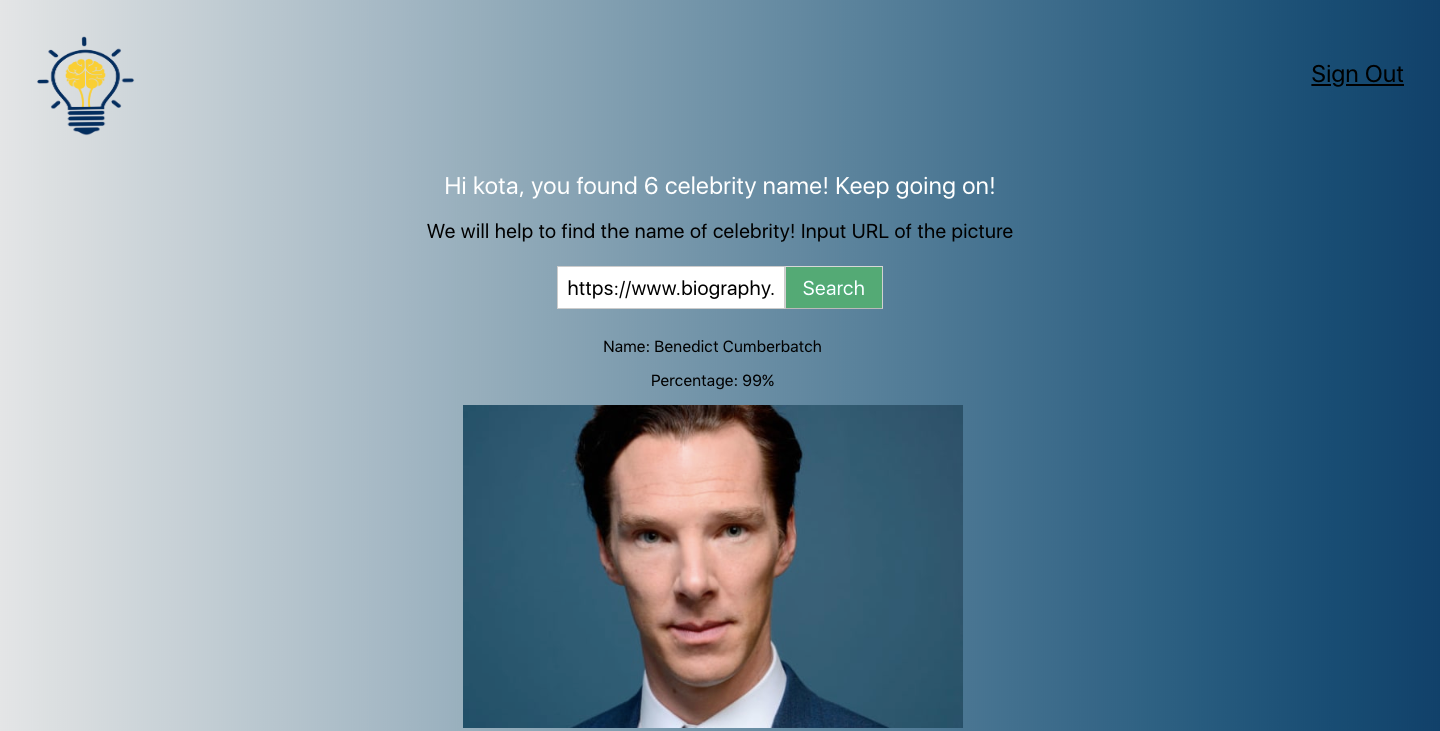 Sign Out
Hi kota, you found 6 celebrity name! Keep going on!
We will help to find the name of celebrity! Input URL of the picture
https://www.biography.
Search
Name: Benedict Cumberbatch
Percentage: 99%